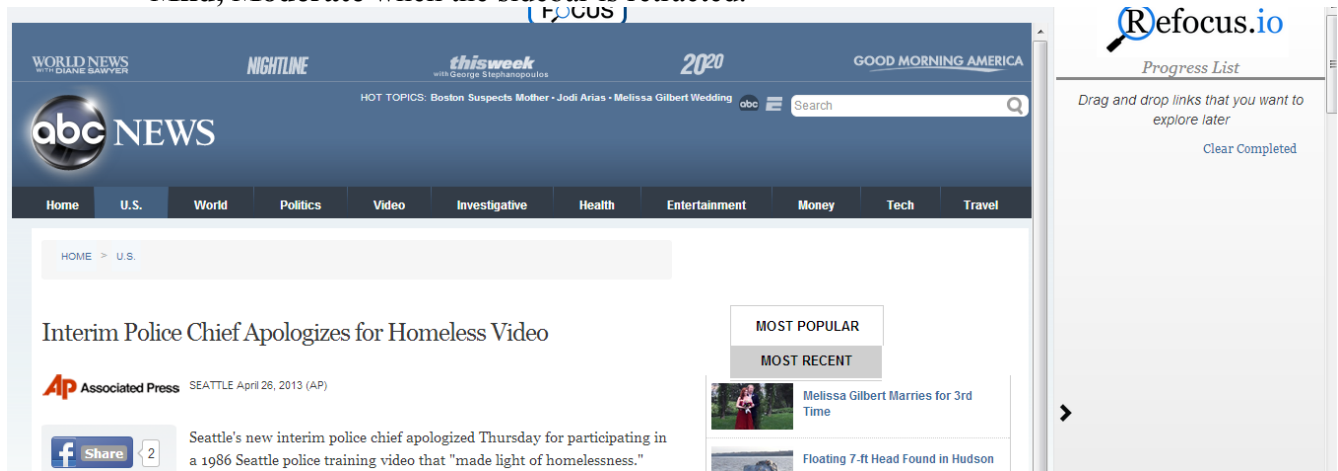 Mild, Moderate when the sidebar is retracted.
FOCUS
Refocus.io
Progress List
Drag and drop links that you want to
explore later
Clear Completed
WORLD NEWS
WITH DIANE SAWYER
NIGHTLINE
thisweek
with George Stephanopoulos
2020
GOOD MORNING AMERICA
HOT TOPICS: Boston Suspects Mother • Jodi Arias • Melissa Gilbert Wedding abc E Search
abc NEWS
Home U.S. World Politics Video Investigative Health Entertainment Money Tech Travel
HOME > U.S.
Interim Police Chief Apologizes for Homeless Video
AP Associated Press SEATTLE April 26, 2013 (AP)
f Share 2
Seattle's new interim police chief apologized Thursday for participating in
a 1986 Seattle police training video that "made light of homelessness."
MOST POPULAR
MOST RECENT
Melissa Gilbert Marries for 3rd
Time
Floating 7-ft Head Found in Hudson